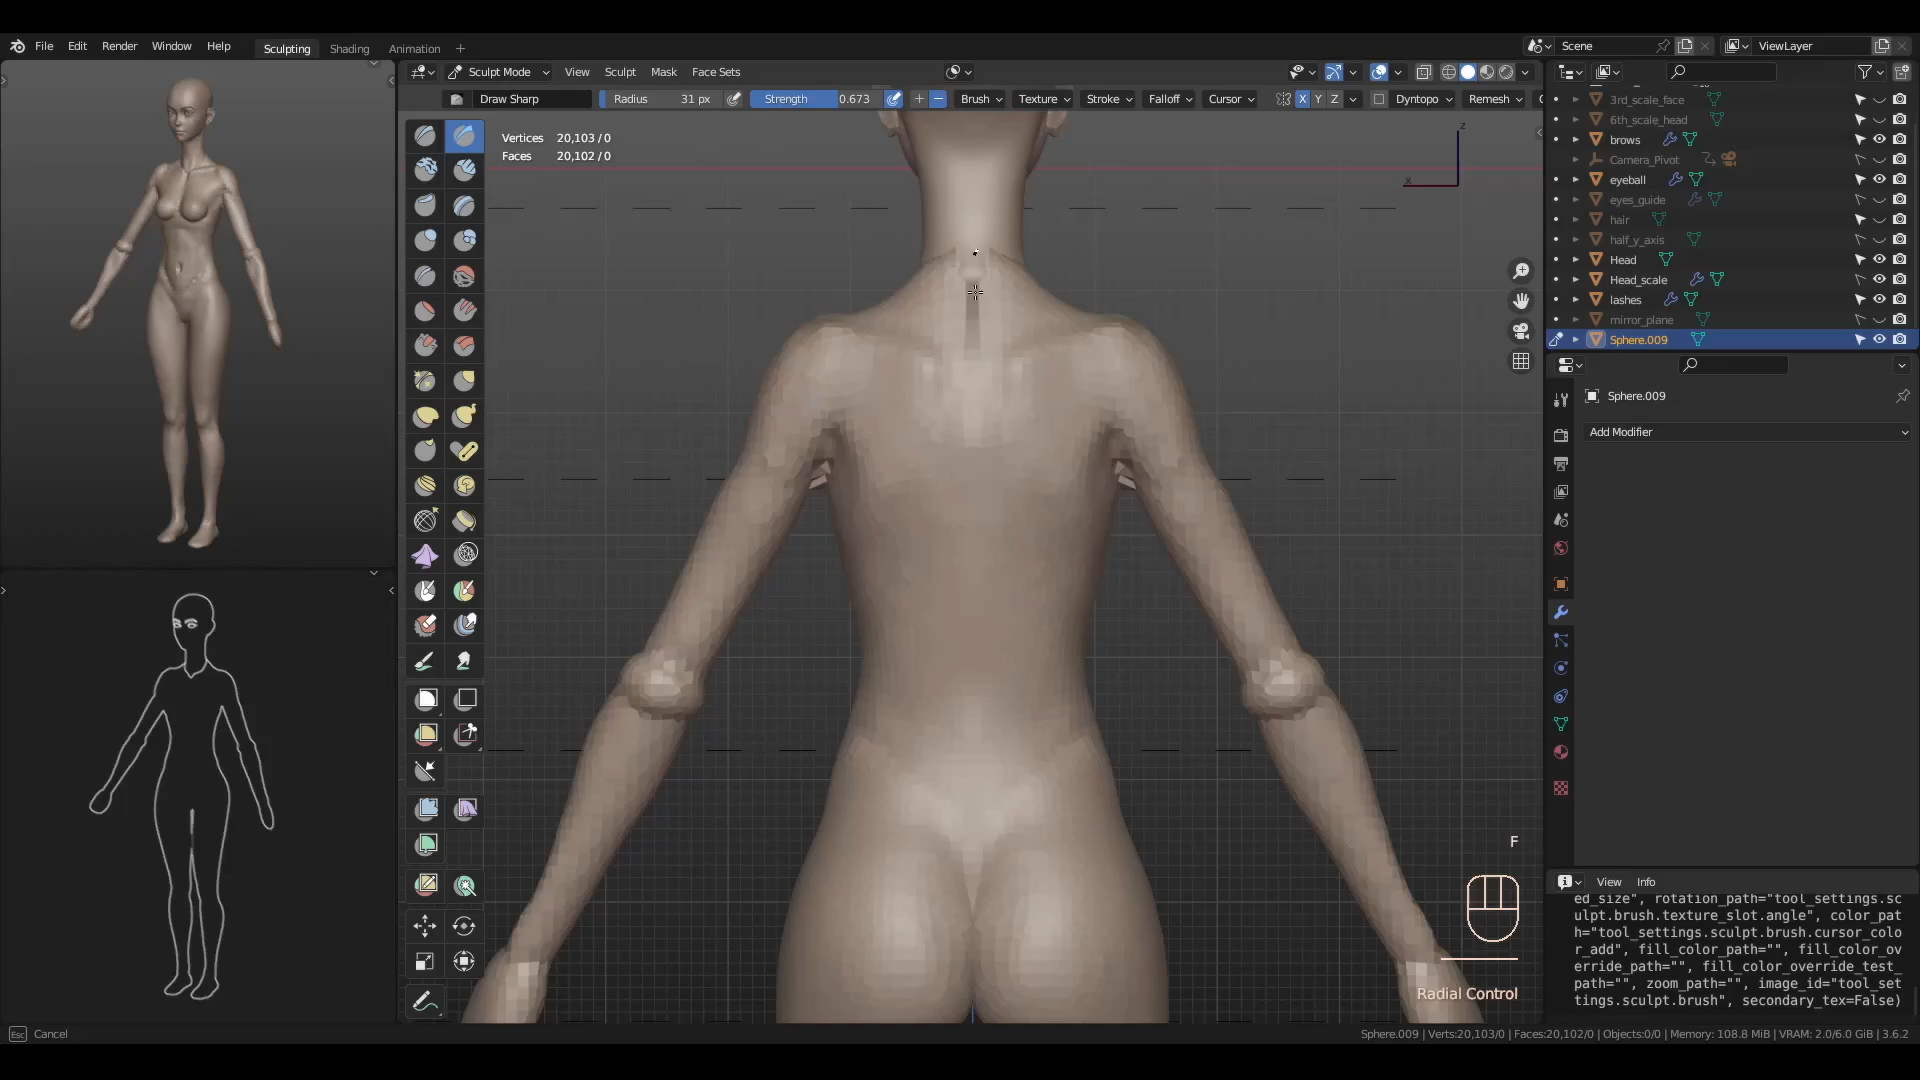 File Edit Render Window Help Sculpting Shading Animation + Scene ViewLayer
Sculpt Mode View Sculpt Mask Face Sets
Draw Sharp Radius 31 px Strength 0.673 Brush Texture Stroke Falloff Cursor X Y Z Dyntopo Remesh
Vertices 20,103 / 0
Faces 20,102 / 0
z
x
3rd_scale_face
6th_scale_head
brows
Camera_Pivot
eyeball
eyes_guide
hair
half_y_axis
Head
Head_scale
lashes
mirror_plane
Sphere.009
Sphere.009
Add Modifier
F
Radial Control
View Info
ed_size", rotation_path="tool_settings.sc
ulpt.brush.texture_slot.angle", color_pat
h="tool_settings.sculpt.brush.cursor_colo
r_add", fill_color_path="", fill_color_ov
erride_path="", fill_color_override_test_
path="", zoom_path="", image_id="tool_set
tings.sculpt.brush", secondary_tex=False)
Esc Cancel
Sphere.009 | Verts:20,103/0 | Faces:20,102/0 | Objects:0/0 | Memory: 108.8 MiB | VRAM: 2.0/6.0 GiB | 3.6.2